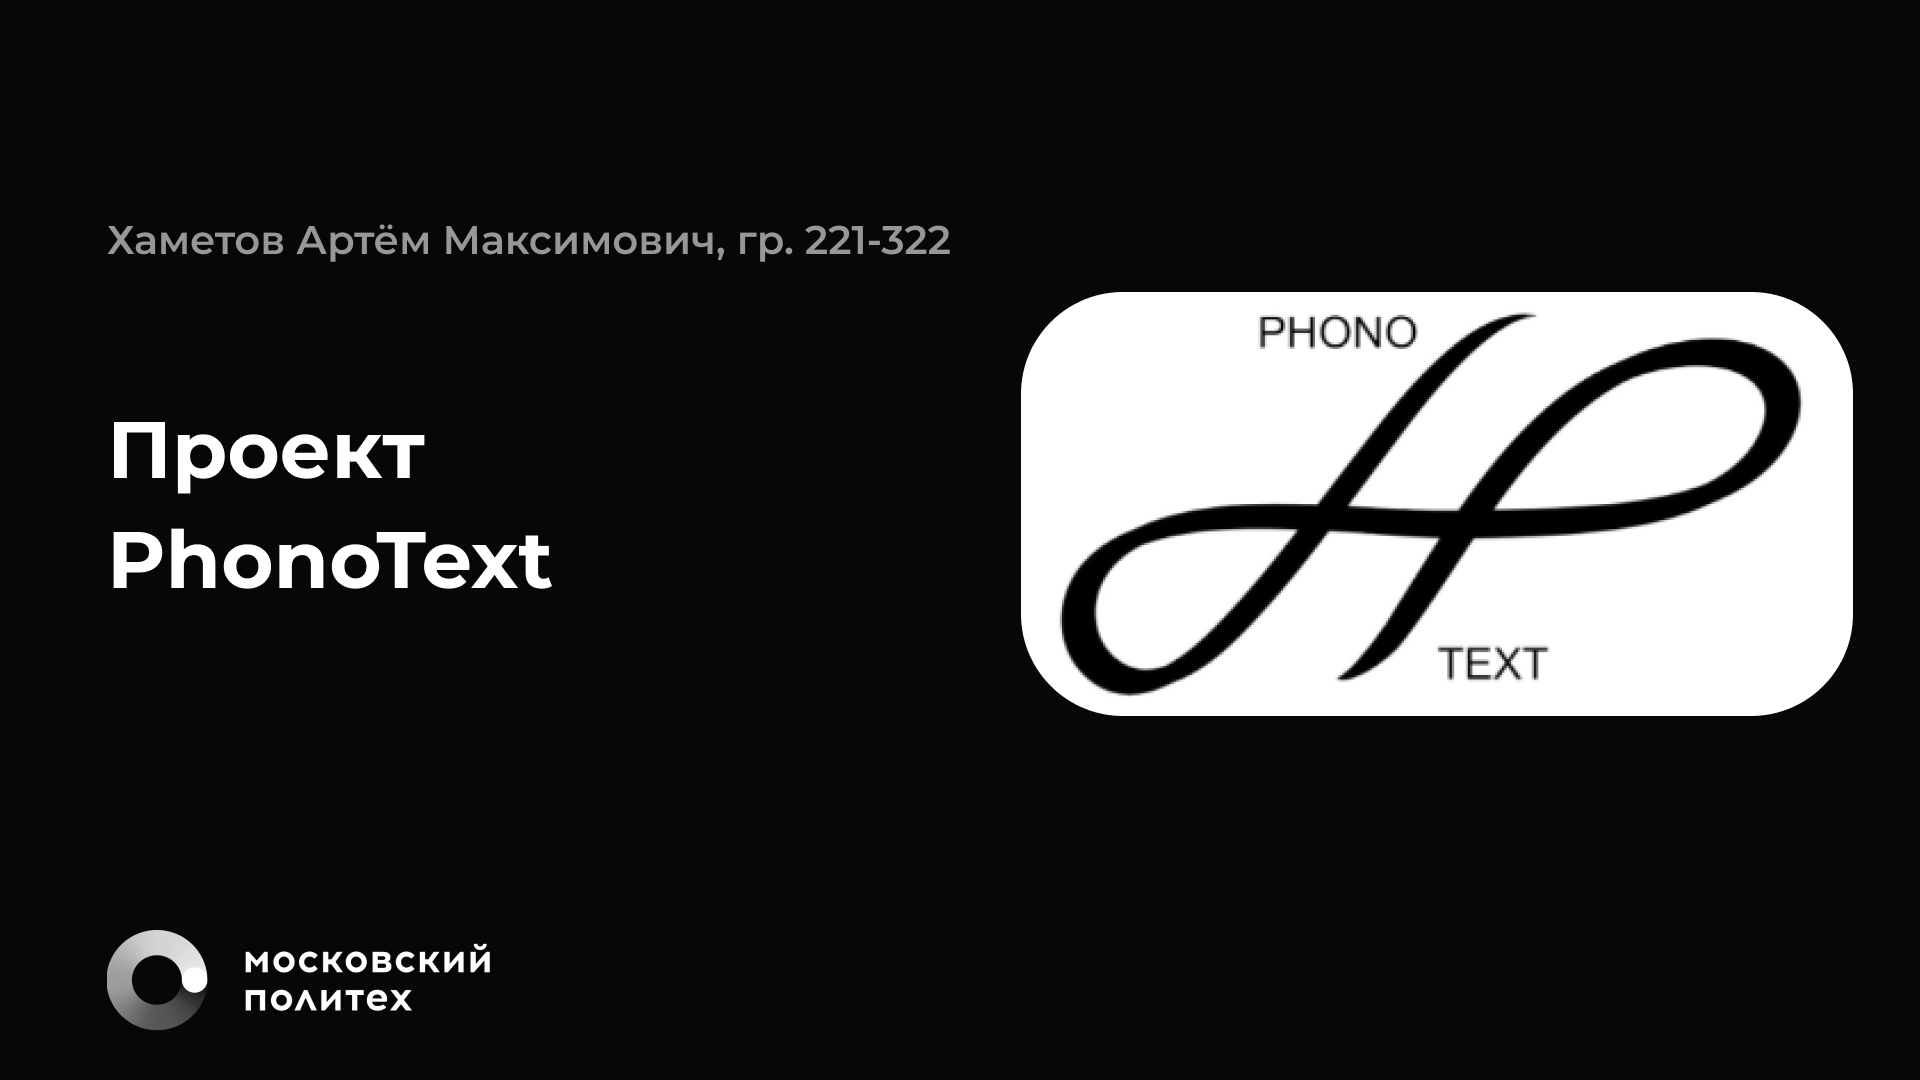 Хаметов Артём Максимович, гр. 221-322
Проект
PhonoText
PHONO
TEXT
московский
политех